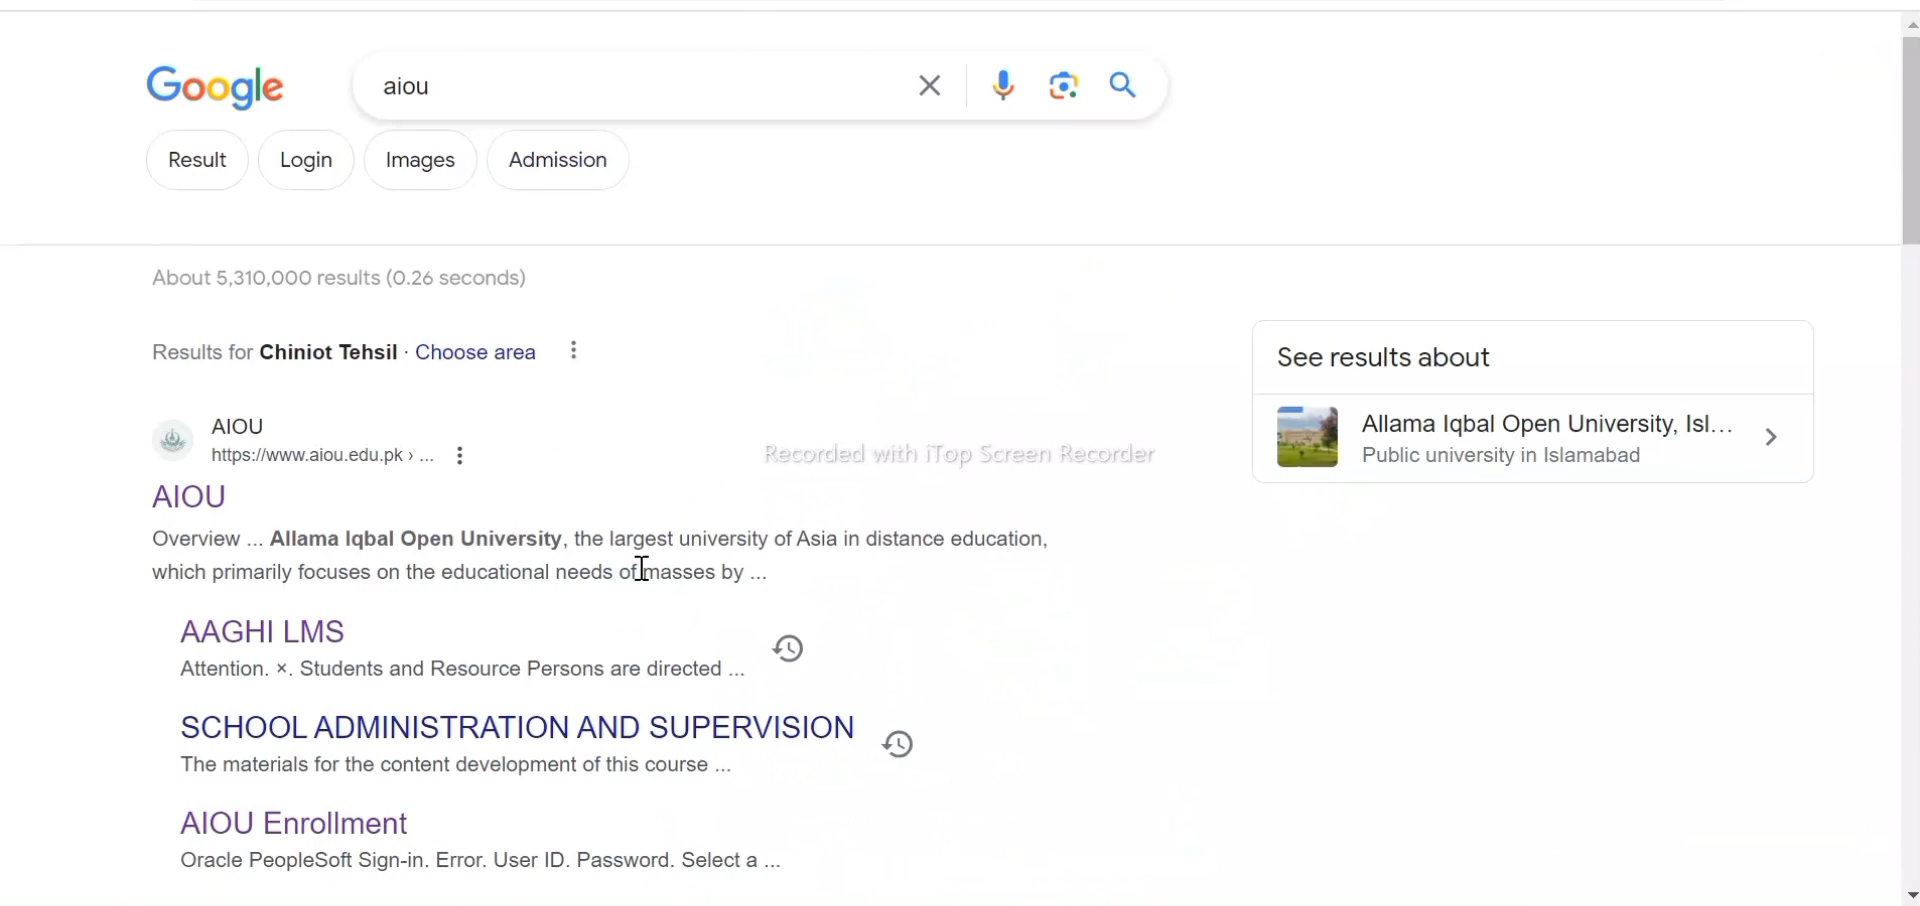 Google
aiou
Result Login Images Admission
About 5,310,000 results (0.26 seconds)
Results for Chiniot Tehsil · Choose area
AIOU
https://www.aiou.edu.pk › ...
AIOU
Overview ... Allama Iqbal Open University, the largest university of Asia in distance education,
which primarily focuses on the educational needs of masses by ...
AAGHI LMS
Attention. ×. Students and Resource Persons are directed ...
SCHOOL ADMINISTRATION AND SUPERVISION
The materials for the content development of this course ...
AIOU Enrollment
Oracle PeopleSoft Sign-in. Error. User ID. Password. Select a ...
See results about
Allama Iqbal Open University, Isl...
Public university in Islamabad
Recorded with iTop Screen Recorder